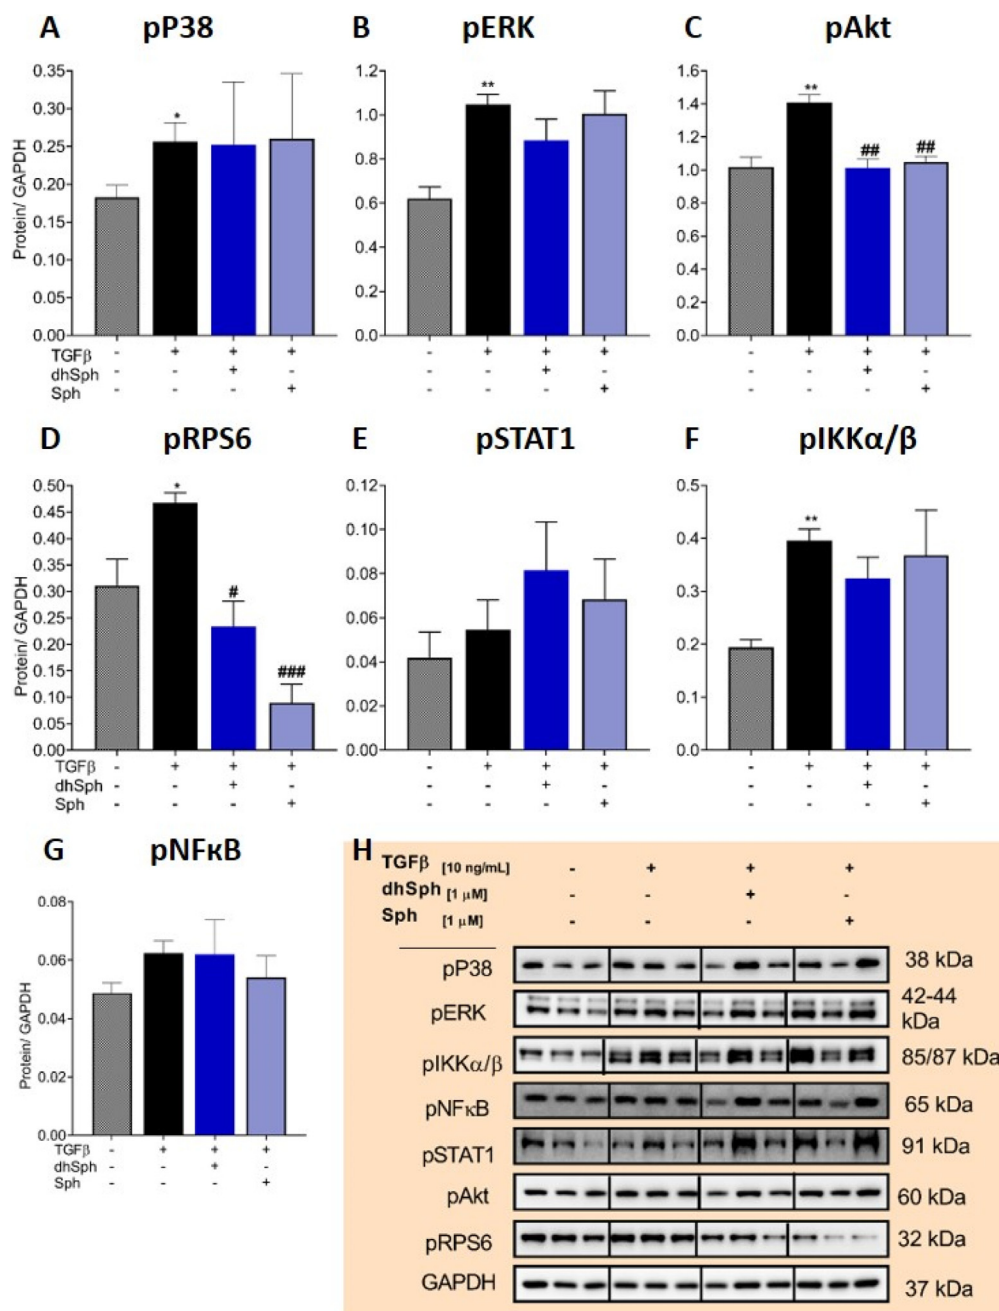 A pP38
B pERK
C pAkt
Protein/ GAPDH
0.35
0.30
0.25
0.20
0.15
0.10
0.05
0.00
*
1.2
1.0
0.8
0.6
0.4
0.2
0.0
**
1.6
1.4
1.2
1.0
0.8
0.6
0.4
0.2
0.0
** ## ##
TGFβ - + + + - + + + - + + +
dhSph - - + - - - + - - - + -
Sph - - - + - - - + - - - +
D pRPS6
E pSTAT1
F pIKKα/β
Protein/ GAPDH
0.50
0.45
0.40
0.35
0.30
0.25
0.20
0.15
0.10
0.05
0.00
* # ###
0.12
0.10
0.08
0.06
0.04
0.02
0.00
0.5
0.4
0.3
0.2
0.1
0.0
**
TGFβ - + + + - + + + - + + +
dhSph - - + - - - + - - - + -
Sph - - - + - - - + - - - +
G pNFκB
Protein/ GAPDH
0.08
0.06
0.04
0.02
0.00
TGFβ - + + +
dhSph - - + -
Sph - - - +
H TGFβ [10 ng/mL] - + + +
dhSph [1 μM] - - + -
Sph [1 μM] - - - +
pP38 38 kDa
pERK 42-44
kDa
pIKKα/β 85/87 kDa
pNFκB 65 kDa
pSTAT1 91 kDa
pAkt 60 kDa
pRPS6 32 kDa
GAPDH 37 kDa